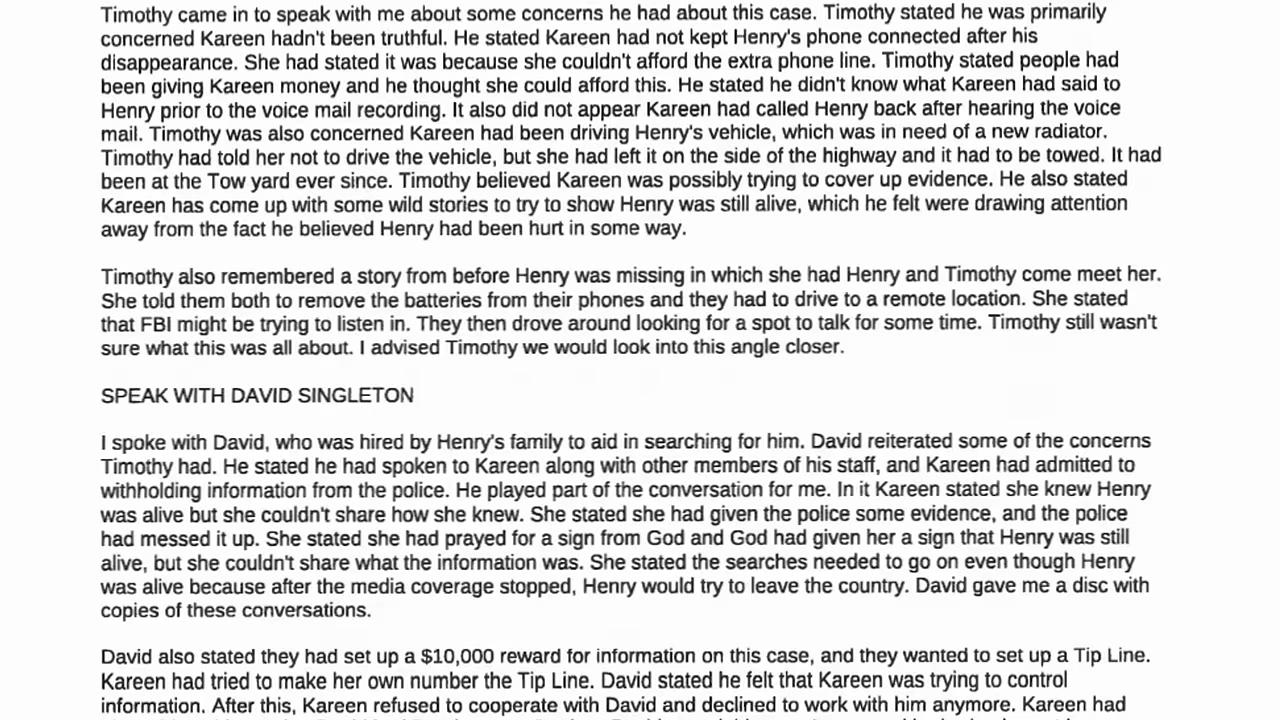 Timothy came in to speak with me about some concerns he had about this case. Timothy stated he was primarily
concerned Kareen hadn't been truthful. He stated Kareen had not kept Henry's phone connected after his
disappearance. She had stated it was because she couldn't afford the extra phone line. Timothy stated people had
been giving Kareen money and he thought she could afford this. He stated he didn't know what Kareen had said to
Henry prior to the voice mail recording. It also did not appear Kareen had called Henry back after hearing the voice
mail. Timothy was also concerned Kareen had been driving Henry's vehicle, which was in need of a new radiator.
Timothy had told her not to drive the vehicle, but she had left it on the side of the highway and it had to be towed. It had
been at the Tow yard ever since. Timothy believed Kareen was possibly trying to cover up evidence. He also stated
Kareen has come up with some wild stories to try to show Henry was still alive, which he felt were drawing attention
away from the fact he believed Henry had been hurt in some way.
Timothy also remembered a story from before Henry was missing in which she had Henry and Timothy come meet her.
She told them both to remove the batteries from their phones and they had to drive to a remote location. She stated
that FBI might be trying to listen in. They then drove around looking for a spot to talk for some time. Timothy still wasn't
sure what this was all about. I advised Timothy we would look into this angle closer.
SPEAK WITH DAVID SINGLETON
I spoke with David, who was hired by Henry's family to aid in searching for him. David reiterated some of the concerns
Timothy had. He stated he had spoken to Kareen along with other members of his staff, and Kareen had admitted to
withholding information from the police. He played part of the conversation for me. In it Kareen stated she knew Henry
was alive but she couldn't share how she knew. She stated she had given the police some evidence, and the police
had messed it up. She stated she had prayed for a sign from God and God had given her a sign that Henry was still
alive, but she couldn't share what the information was. She stated the searches needed to go on even though Henry
was alive because after the media coverage stopped, Henry would try to leave the country. David gave me a disc with
copies of these conversations.
David also stated they had set up a $10,000 reward for information on this case, and they wanted to set up a Tip Line.
Kareen had tried to make her own number the Tip Line. David stated he felt that Kareen was trying to control
information. After this, Kareen refused to cooperate with David and declined to work with him anymore. Kareen had